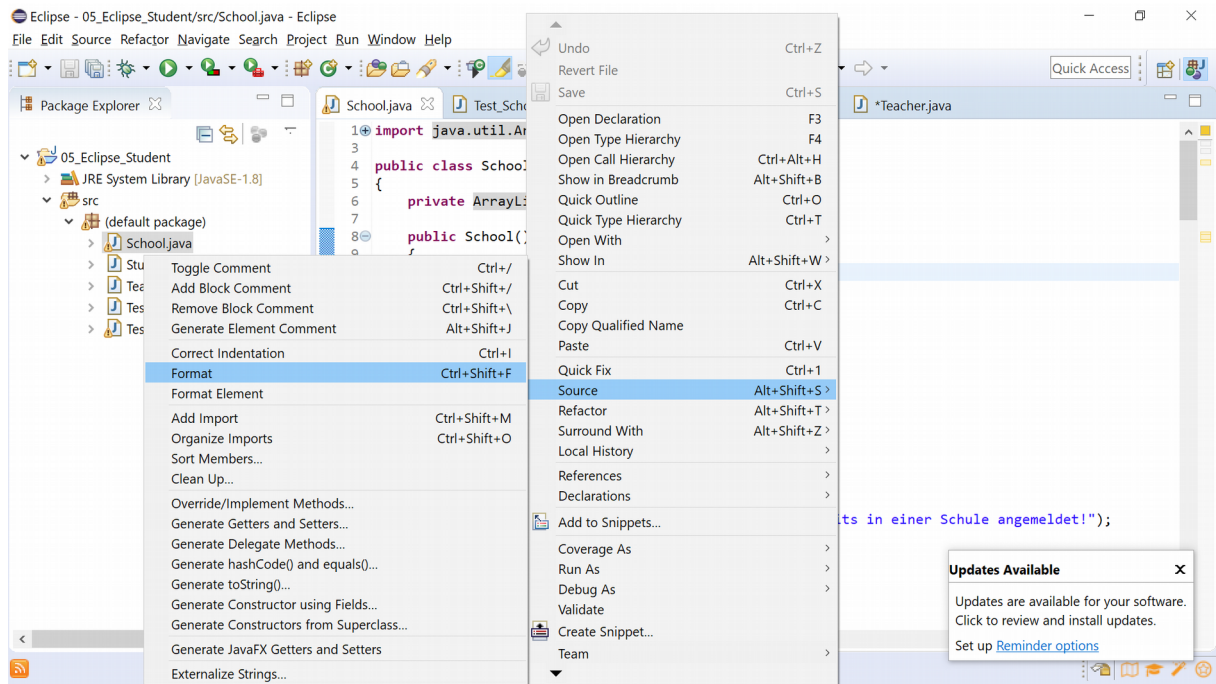 Eclipse - 05_Eclipse_Student/src/School.java - Eclipse
File Edit Source Refactor Navigate Search Project Run Window Help
Quick Access
Package Explorer
School.java
*Teacher.java
05_Eclipse_Student
JRE System Library [JavaSE-1.8]
src
(default package)
School.java
1 import java.util.Ar
3
4 public class School
5 {
6 private ArrayLi
7
8 public School()
Toggle Comment Ctrl+/
Add Block Comment Ctrl+Shift+/
Remove Block Comment Ctrl+Shift+\
Generate Element Comment Alt+Shift+J
Correct Indentation Ctrl+I
Format Ctrl+Shift+F
Format Element
Add Import Ctrl+Shift+M
Organize Imports Ctrl+Shift+O
Sort Members...
Clean Up...
Override/Implement Methods...
Generate Getters and Setters...
Generate Delegate Methods...
Generate hashCode() and equals()...
Generate toString()...
Generate Constructor using Fields...
Generate Constructors from Superclass...
Generate JavaFX Getters and Setters
Externalize Strings...
Undo Ctrl+Z
Revert File
Save Ctrl+S
Open Declaration F3
Open Type Hierarchy F4
Open Call Hierarchy Ctrl+Alt+H
Show in Breadcrumb Alt+Shift+B
Quick Outline Ctrl+O
Quick Type Hierarchy Ctrl+T
Open With
Show In Alt+Shift+W
Cut Ctrl+X
Copy Ctrl+C
Copy Qualified Name
Paste Ctrl+V
Quick Fix Ctrl+1
Source Alt+Shift+S
Refactor Alt+Shift+T
Surround With Alt+Shift+Z
Local History
References
Declarations
Add to Snippets...
Coverage As
Run As
Debug As
Validate
Create Snippet...
Team
its in einer Schule angemeldet!");
Updates Available
Updates are available for your software.
Click to review and install updates.
Set up Reminder options